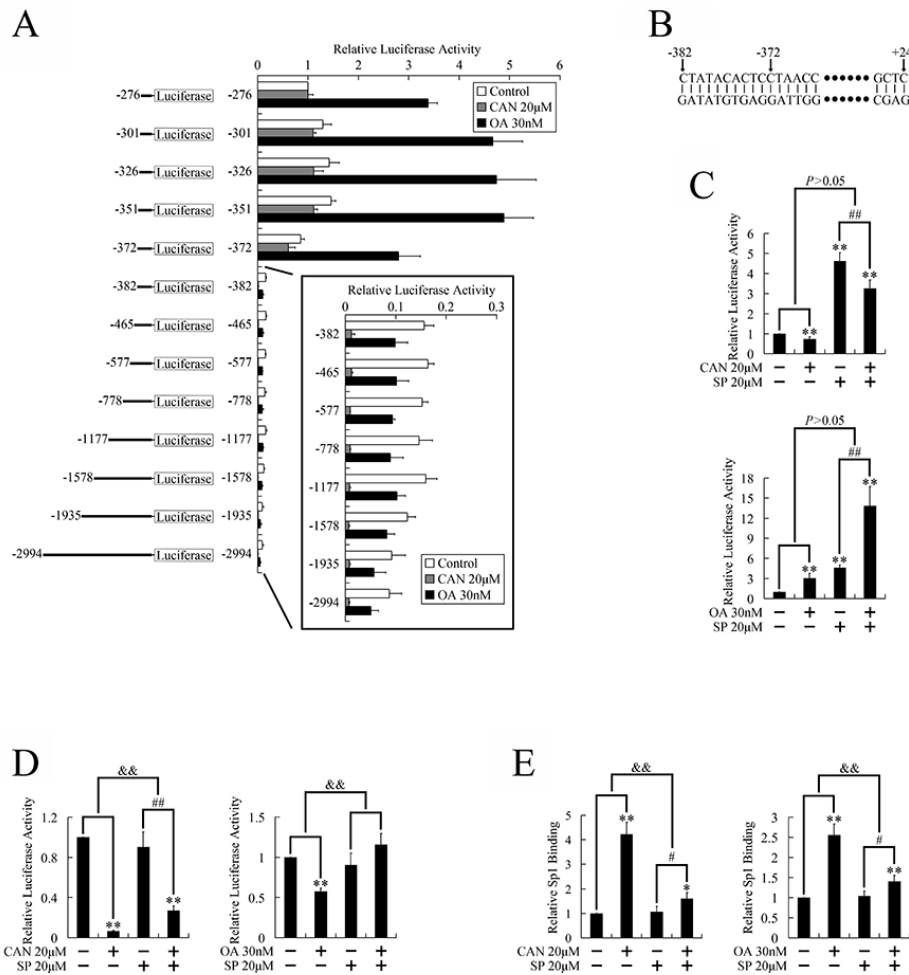 A
Relative Luciferase Activity
0 1 2 3 4 5 6
Control
CAN 20μM
OA 30nM
-276 Luciferase -276
-301 Luciferase -301
-326 Luciferase -326
-351 Luciferase -351
-372 Luciferase -372
-382 Luciferase -382
-465 Luciferase -465
-577 Luciferase -577
-778 Luciferase -778
-1177 Luciferase -1177
-1578 Luciferase -1578
-1935 Luciferase -1935
-2994 Luciferase -2994
Relative Luciferase Activity
0 0.1 0.2 0.3
-382
-465
-577
-778
-1177
-1578
-1935
-2994
Control
CAN 20μM
OA 30nM
B
-382 -372 +24
CTATACACTCCTAACC ●●●●●● GCTC
GATATGTGAGGATTGG ●●●●●● CGAG
C
P>0.05
##
** ** **
Relative Luciferase Activity
6
5
4
3
2
1
0
CAN 20μM − + − +
SP 20μM − − + +
P>0.05
##
** ** **
Relative Luciferase Activity
18
15
12
9
6
3
0
OA 30nM − + − +
SP 20μM − − + +
D
&&
##
** **
Relative Luciferase Activity
1.2
0.8
0.4
0
CAN 20μM − + − +
SP 20μM − − + +
&&
**
Relative Luciferase Activity
1.5
1
0.5
0
OA 30nM − + − +
SP 20μM − − + +
E
&&
#
** *
Relative Sp1 Binding
5
4
3
2
1
0
CAN 20μM − + − +
SP 20μM − − + +
&&
#
** **
Relative Sp1 Binding
3
2.5
2
1.5
1
0.5
0
OA 30nM − + − +
SP 20μM − − + +